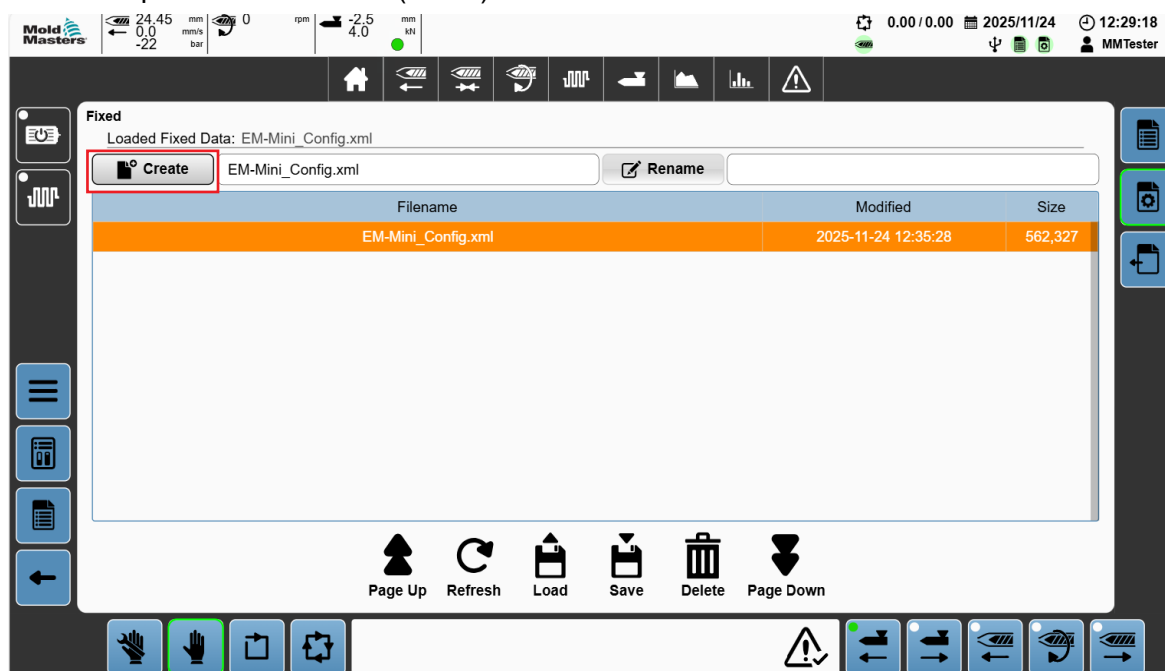 Mold
Masters
24.45 mm
0.0 mm/s
-22 bar
0 rpm
-2.5 mm
4.0 kN
0.00 / 0.00 2025/11/24 12:29:18
MMTester
Fixed
Loaded Fixed Data: EM-Mini_Config.xml
Create EM-Mini_Config.xml Rename
Filename Modified Size
EM-Mini_Config.xml 2025-11-24 12:35:28 562,327
Page Up Refresh Load Save Delete Page Down